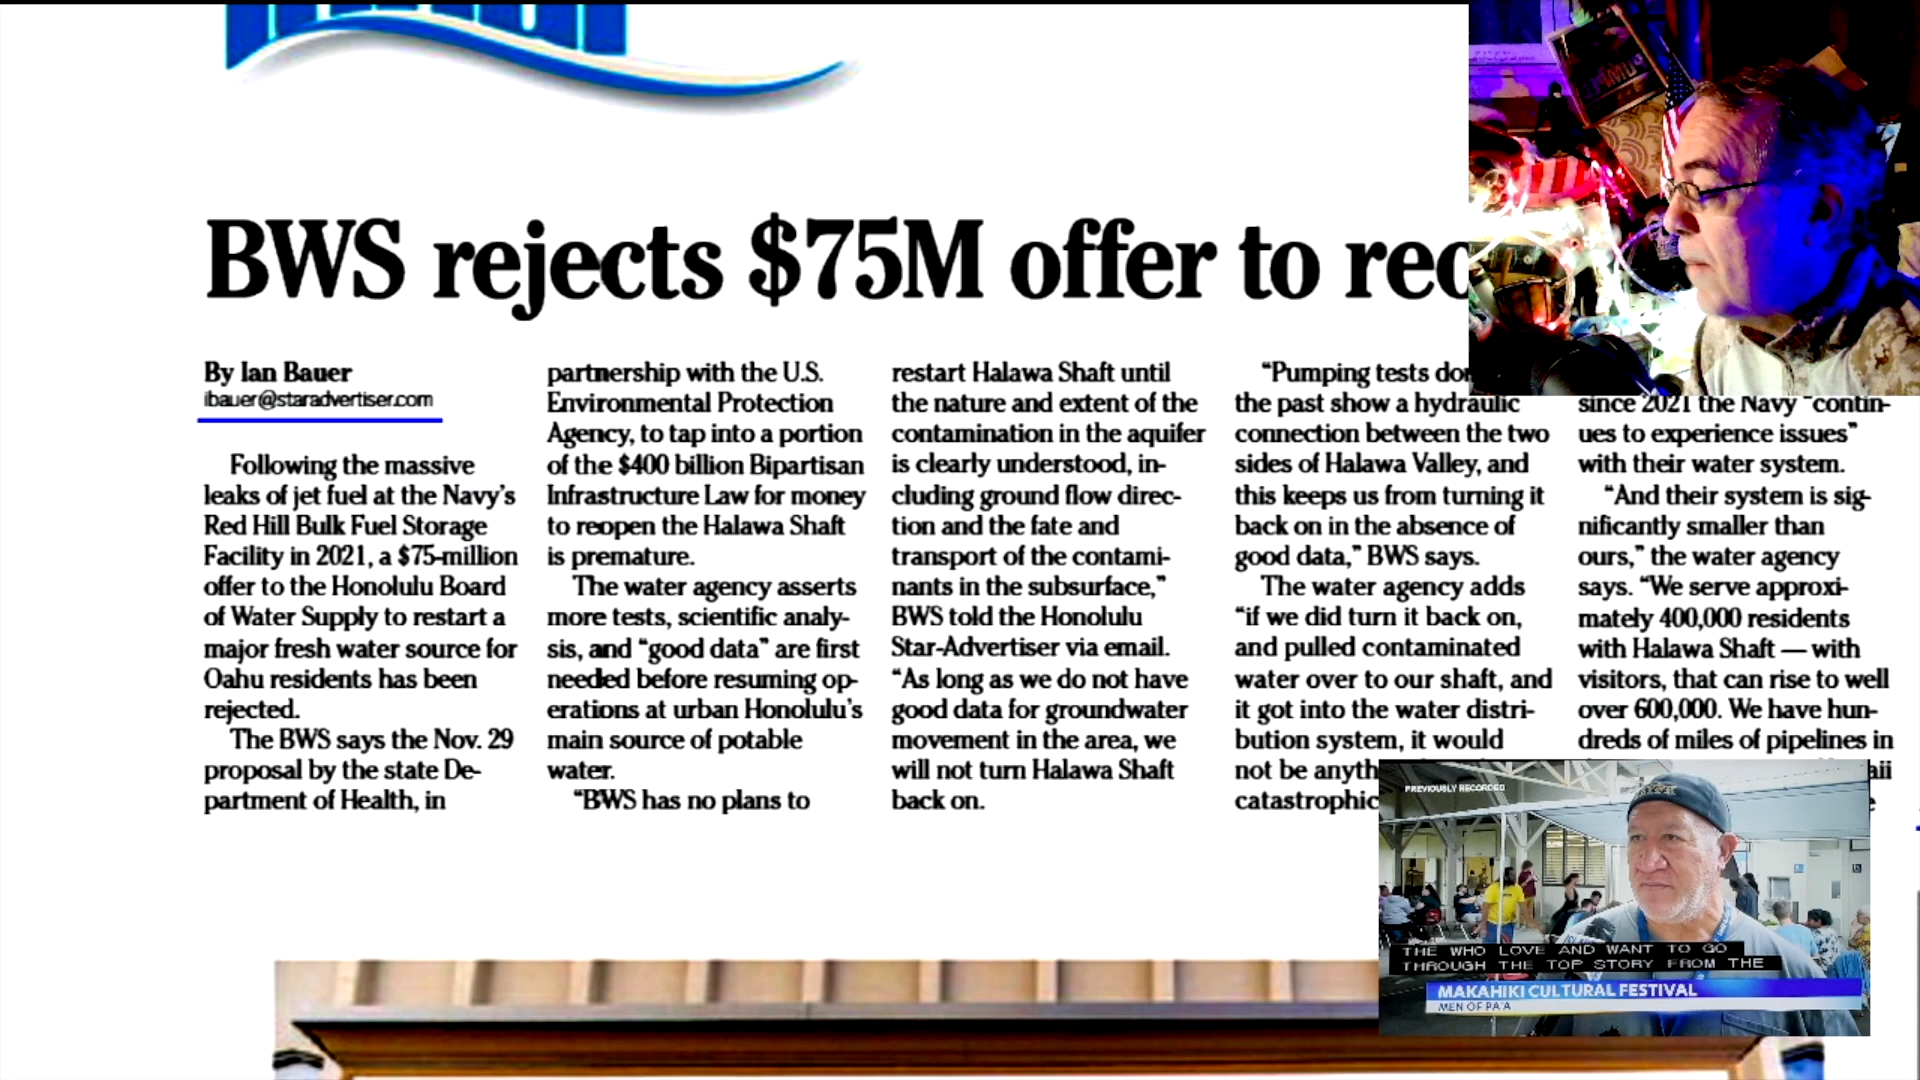 BWS rejects $75M offer to
By Ian Bauer
ibauer@staradvertiser.com
Following the massive
leaks of jet fuel at the Navy's
Red Hill Bulk Fuel Storage
Facility in 2021, a $75-million
offer to the Honolulu Board
of Water Supply to restart a
major fresh water source for
Oahu residents has been
rejected.
The BWS says the Nov. 29
proposal by the state De-
partment of Health, in
partnership with the U.S.
Environmental Protection
Agency, to tap into a portion
of the $400 billion Bipartisan
Infrastructure Law for money
to reopen the Halawa Shaft
is premature.
The water agency asserts
more tests, scientific analy-
sis, and “good data” are first
needed before resuming op-
erations at urban Honolulu's
main source of potable
water.
“BWS has no plans to
restart Halawa Shaft until
the nature and extent of the
contamination in the aquifer
is clearly understood, in-
cluding ground flow direc-
tion and the fate and
transport of the contami-
nants in the subsurface,”
BWS told the Honolulu
Star-Advertiser via email.
“As long as we do not have
good data for groundwater
movement in the area, we
will not turn Halawa Shaft
back on.
“Pumping tests
the past show a hydraulic
connection between the two
sides of Halawa Valley, and
this keeps us from turning it
back on in the absence of
good data,” BWS says.
The water agency adds
“if we did turn it back on,
and pulled contaminated
water over to our shaft, and
it got into the water distri-
bution system, it would
not be
catastrophic
since 2021 the Navy “contin-
ues to experience issues”
with their water system.
“And their system is sig-
nificantly smaller than
ours,” the water agency
says. “We serve approxi-
mately 400,000 residents
with Halawa Shaft — with
visitors, that can rise to well
over 600,000. We have hun-
dreds of miles of pipelines in
PREVIOUSLY RECORDED
THE WHO LOVE AND WANT TO GO
THROUGH THE TOP STORY FROM THE
MAKAHIKI CULTURAL FESTIVAL
MEN OF PA'A